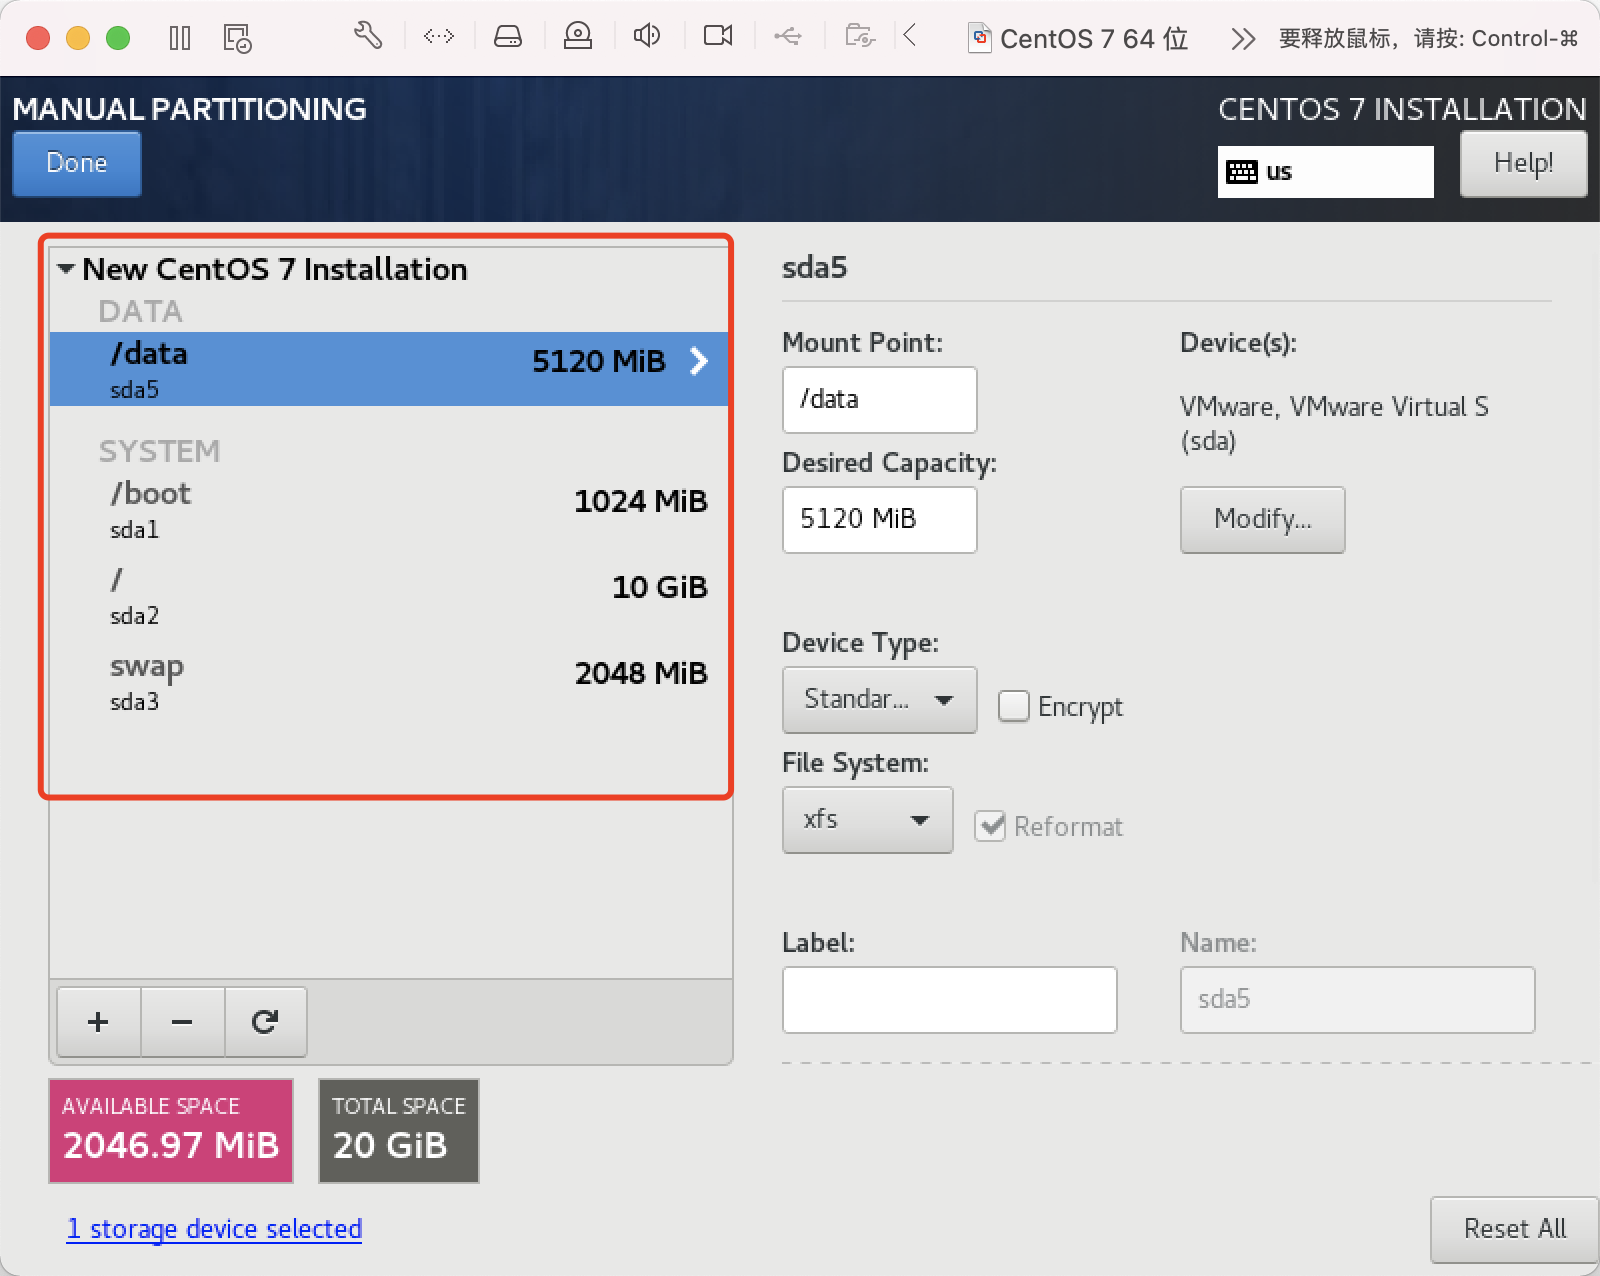 CentOS 7 64 位
要释放鼠标，请按: Control-⌘
MANUAL PARTITIONING
CENTOS 7 INSTALLATION
Done
us
Help!
New CentOS 7 Installation
DATA
/data
5120 MiB
sda5
SYSTEM
/boot
1024 MiB
sda1
/
10 GiB
sda2
swap
2048 MiB
sda3
+ −
AVAILABLE SPACE
2046.97 MiB
TOTAL SPACE
20 GiB
1 storage device selected
sda5
Mount Point:
/data
Device(s):
VMware, VMware Virtual S
(sda)
Desired Capacity:
5120 MiB
Modify...
Device Type:
Standar...
Encrypt
File System:
xfs
Reformat
Label:
Name:
sda5
Reset All